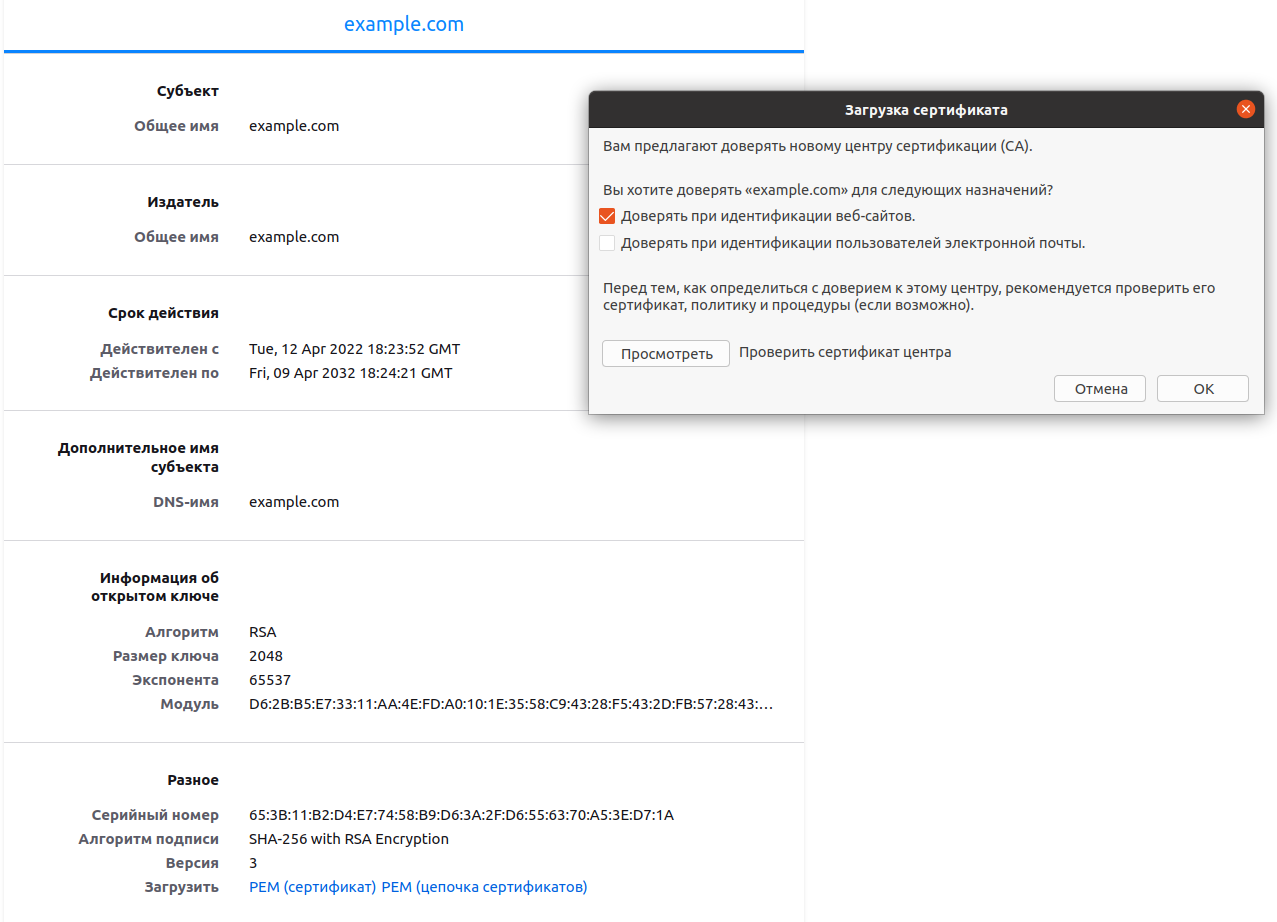 example.com
Субъект
Общее имя example.com
Издатель
Общее имя example.com
Срок действия
Действителен с Tue, 12 Apr 2022 18:23:52 GMT
Действителен по Fri, 09 Apr 2032 18:24:21 GMT
Дополнительное имя
субъекта
DNS-имя example.com
Информация об
открытом ключе
Алгоритм RSA
Размер ключа 2048
Экспонента 65537
Модуль D6:2B:B5:E7:33:11:AA:4E:FD:A0:10:1E:35:58:C9:43:28:F5:43:2D:FB:57:28:43:…
Разное
Серийный номер 65:3B:11:B2:D4:E7:74:58:B9:D6:3A:2F:D6:55:63:70:A5:3E:D7:1A
Алгоритм подписи SHA-256 with RSA Encryption
Версия 3
Загрузить PEM (сертификат) PEM (цепочка сертификатов)
Загрузка сертификата
Вам предлагают доверять новому центру сертификации (CA).
Вы хотите доверять «example.com» для следующих назначений?
Доверять при идентификации веб-сайтов.
Доверять при идентификации пользователей электронной почты.
Перед тем, как определиться с доверием к этому центру, рекомендуется проверить его
сертификат, политику и процедуры (если возможно).
Просмотреть Проверить сертификат центра
Отмена OK